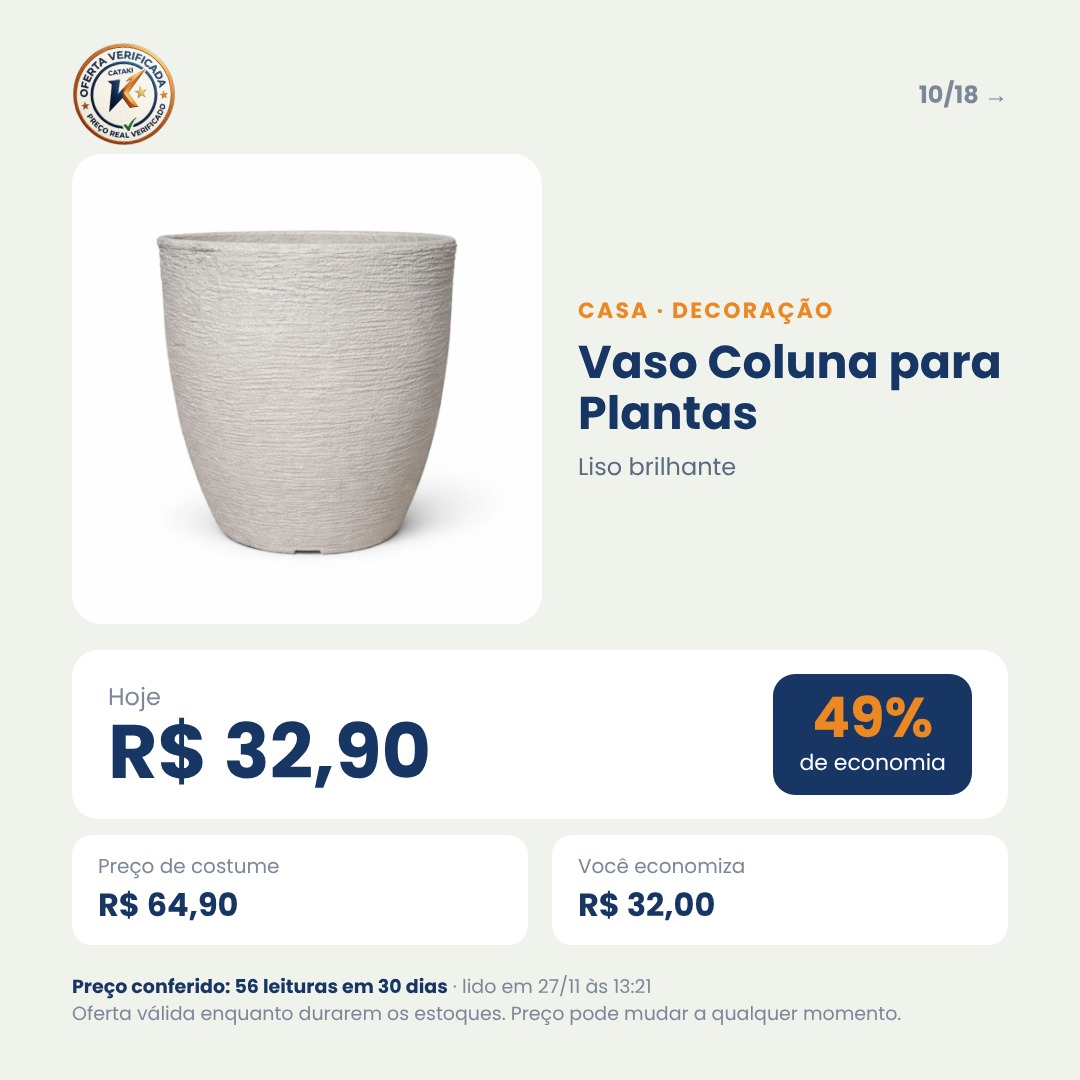 OFERTA VERIFICADA
CATAKI
K
PREÇO REAL VERIFICADO
10/18 →
CASA · DECORAÇÃO
Vaso Coluna para
Plantas
Liso brilhante
Hoje
R$ 32,90
49%
de economia
Preço de costume
R$ 64,90
Você economiza
R$ 32,00
Preço conferido: 56 leituras em 30 dias · lido em 27/11 às 13:21
Oferta válida enquanto durarem os estoques. Preço pode mudar a qualquer momento.